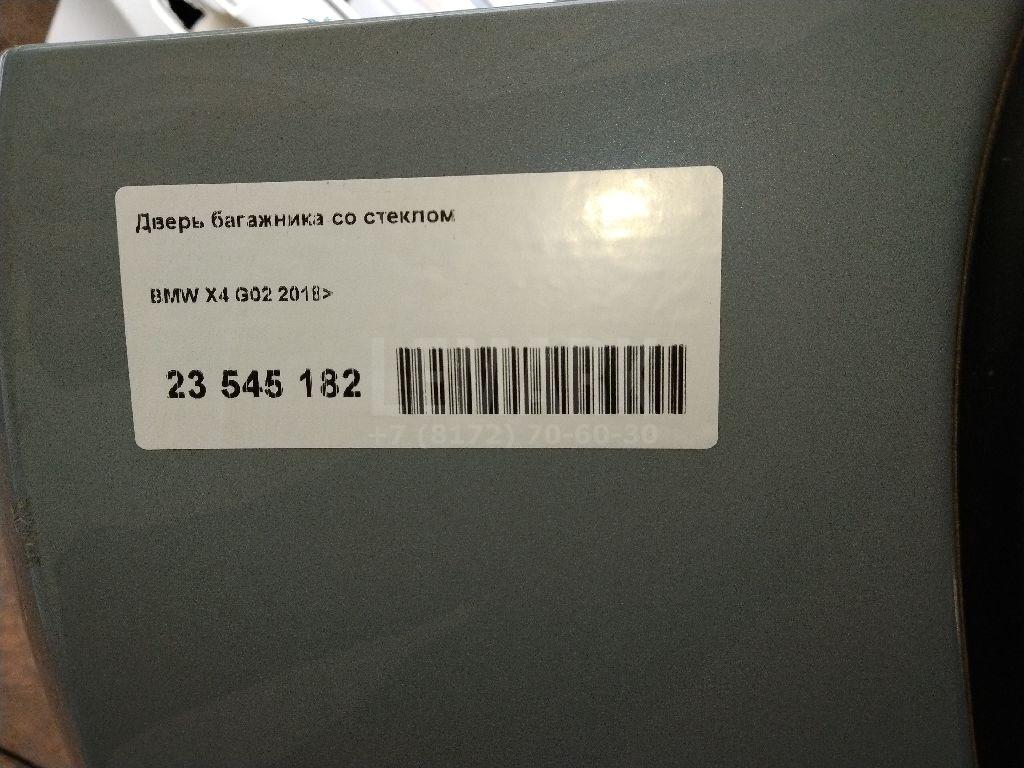 Дверь багажника со стеклом
BMW X4 G02 2018>
23 545 182
+7 (8172) 70-60-30